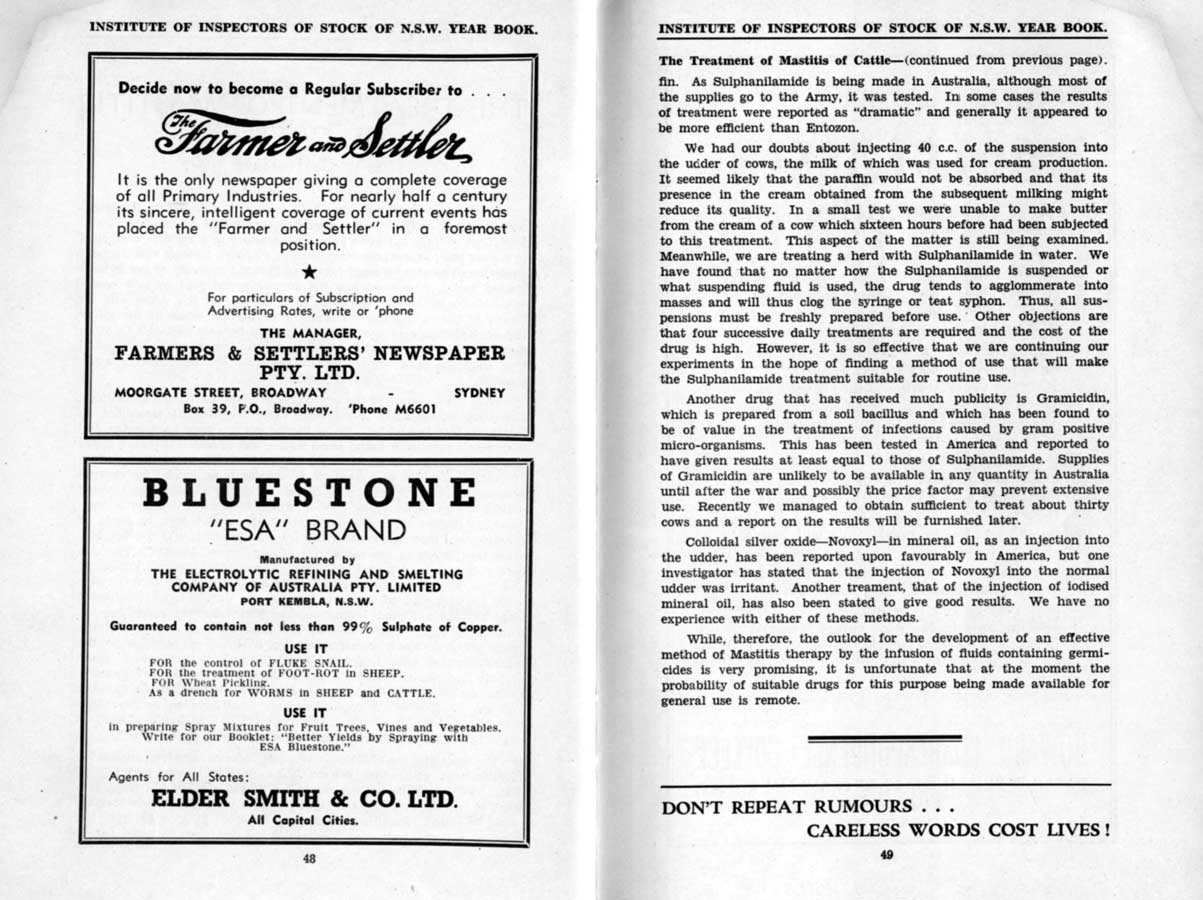 INSTITUTE OF INSPECTORS OF STOCK OF N.S.W. YEAR BOOK.
Decide now to become a Regular Subscriber to . . .
The Farmer and Settler
It is the only newspaper giving a complete coverage
of all Primary Industries. For nearly half a century
its sincere, intelligent coverage of current events has
placed the "Farmer and Settler" in a foremost
position.
★
For particulars of Subscription and
Advertising Rates, write or 'phone
THE MANAGER,
FARMERS & SETTLERS' NEWSPAPER
PTY. LTD.
MOORGATE STREET, BROADWAY - SYDNEY
Box 39, P.O., Broadway. 'Phone M6601
BLUESTONE
"ESA" BRAND
Manufactured by
THE ELECTROLYTIC REFINING AND SMELTING
COMPANY OF AUSTRALIA PTY. LIMITED
PORT KEMBLA, N.S.W.
Guaranteed to contain not less than 99% Sulphate of Copper.
USE IT
FOR the control of FLUKE SNAIL.
FOR the treatment of FOOT-ROT in SHEEP.
FOR Wheat Pickling.
As a drench for WORMS in SHEEP and CATTLE.
USE IT
in preparing Spray Mixtures for Fruit Trees, Vines and Vegetables.
Write for our Booklet: "Better Yields by Spraying with
ESA Bluestone."
Agents for All States:
ELDER SMITH & CO. LTD.
All Capital Cities.
48
INSTITUTE OF INSPECTORS OF STOCK OF N.S.W. YEAR BOOK.
The Treatment of Mastitis of Cattle—(continued from previous page).
fin. As Sulphanilamide is being made in Australia, although most of
the supplies go to the Army, it was tested. In some cases the results
of treatment were reported as "dramatic" and generally it appeared to
be more efficient than Entozon.
We had our doubts about injecting 40 c.c. of the suspension into
the udder of cows, the milk of which was used for cream production.
It seemed likely that the paraffin would not be absorbed and that its
presence in the cream obtained from the subsequent milking might
reduce its quality. In a small test we were unable to make butter
from the cream of a cow which sixteen hours before had been subjected
to this treatment. This aspect of the matter is still being examined.
Meanwhile, we are treating a herd with Sulphanilamide in water. We
have found that no matter how the Sulphanilamide is suspended or
what suspending fluid is used, the drug tends to agglommerate into
masses and will thus clog the syringe or teat syphon. Thus, all sus-
pensions must be freshly prepared before use. Other objections are
that four successive daily treatments are required and the cost of the
drug is high. However, it is so effective that we are continuing our
experiments in the hope of finding a method of use that will make
the Sulphanilamide treatment suitable for routine use.
Another drug that has received much publicity is Gramicidin,
which is prepared from a soil bacillus and which has been found to
be of value in the treatment of infections caused by gram positive
micro-organisms. This has been tested in America and reported to
have given results at least equal to those of Sulphanilamide. Supplies
of Gramicidin are unlikely to be available in any quantity in Australia
until after the war and possibly the price factor may prevent extensive
use. Recently we managed to obtain sufficient to treat about thirty
cows and a report on the results will be furnished later.
Colloidal silver oxide—Novoxyl—in mineral oil, as an injection into
the udder, has been reported upon favourably in America, but one
investigator has stated that the injection of Novoxyl into the normal
udder was irritant. Another treament, that of the injection of iodised
mineral oil, has also been stated to give good results. We have no
experience with either of these methods.
While, therefore, the outlook for the development of an effective
method of Mastitis therapy by the infusion of fluids containing germi-
cides is very promising, it is unfortunate that at the moment the
probability of suitable drugs for this purpose being made available for
general use is remote.
DON'T REPEAT RUMOURS . . .
CARELESS WORDS COST LIVES !
49